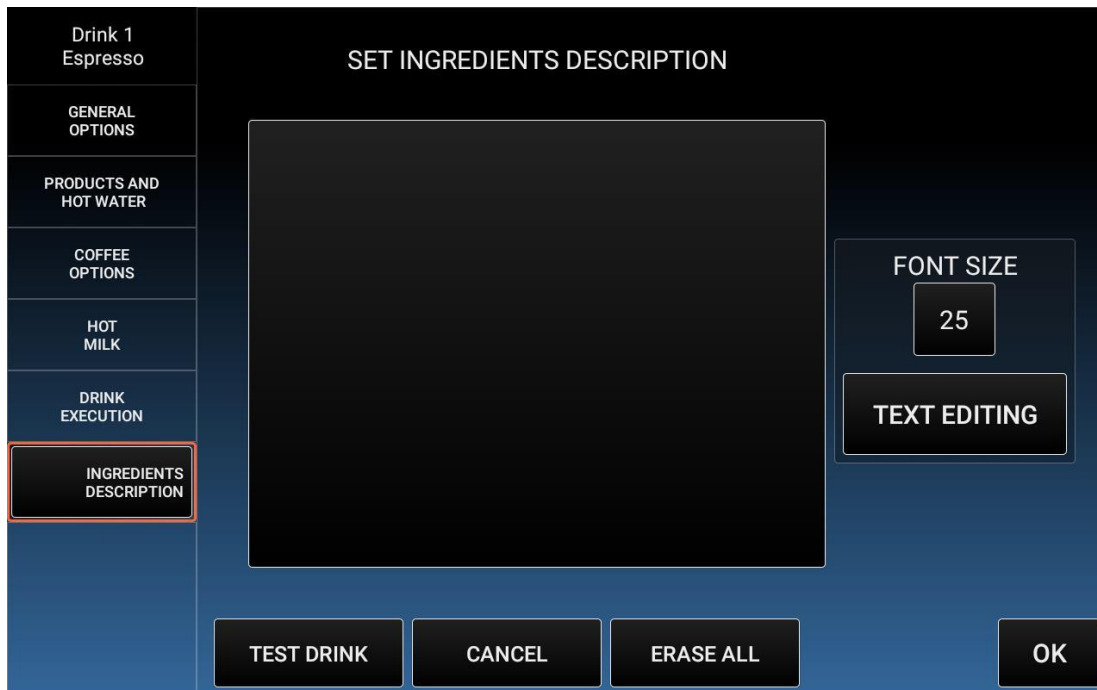 Drink 1
Espresso
GENERAL
OPTIONS
PRODUCTS AND
HOT WATER
COFFEE
OPTIONS
HOT
MILK
DRINK
EXECUTION
INGREDIENTS
DESCRIPTION
SET INGREDIENTS DESCRIPTION
FONT SIZE
25
TEXT EDITING
TEST DRINK
CANCEL
ERASE ALL
OK